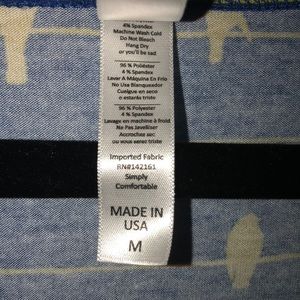 4% Spandex
Machine Wash Cold
Do Not Bleach
Hang Dry
or you'll be sad
96 % Poliéster
4 % Spandex
Lavar A Máquina En Frío
No Usa Blanqueador
Cuelgue en seco
o estarás triste
96 % Polyester
4 % Spandex
Lavage en machine à froid
Ne Pas Javelliser
Accrochez sec
ou vous serez triste
Imported Fabric
RN#142161
Simply
Comfortable
MADE IN
USA
M